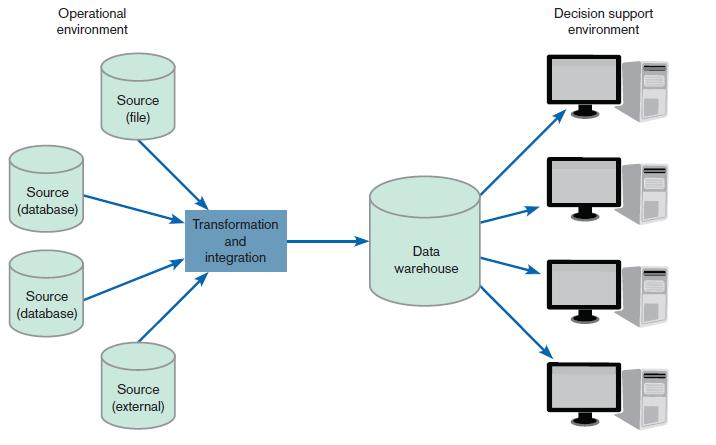 Operational
environment
Decision support
environment
Source
(file)
Source
(database)
Transformation
and
integration
Data
warehouse
Source
(database)
Source
(external)